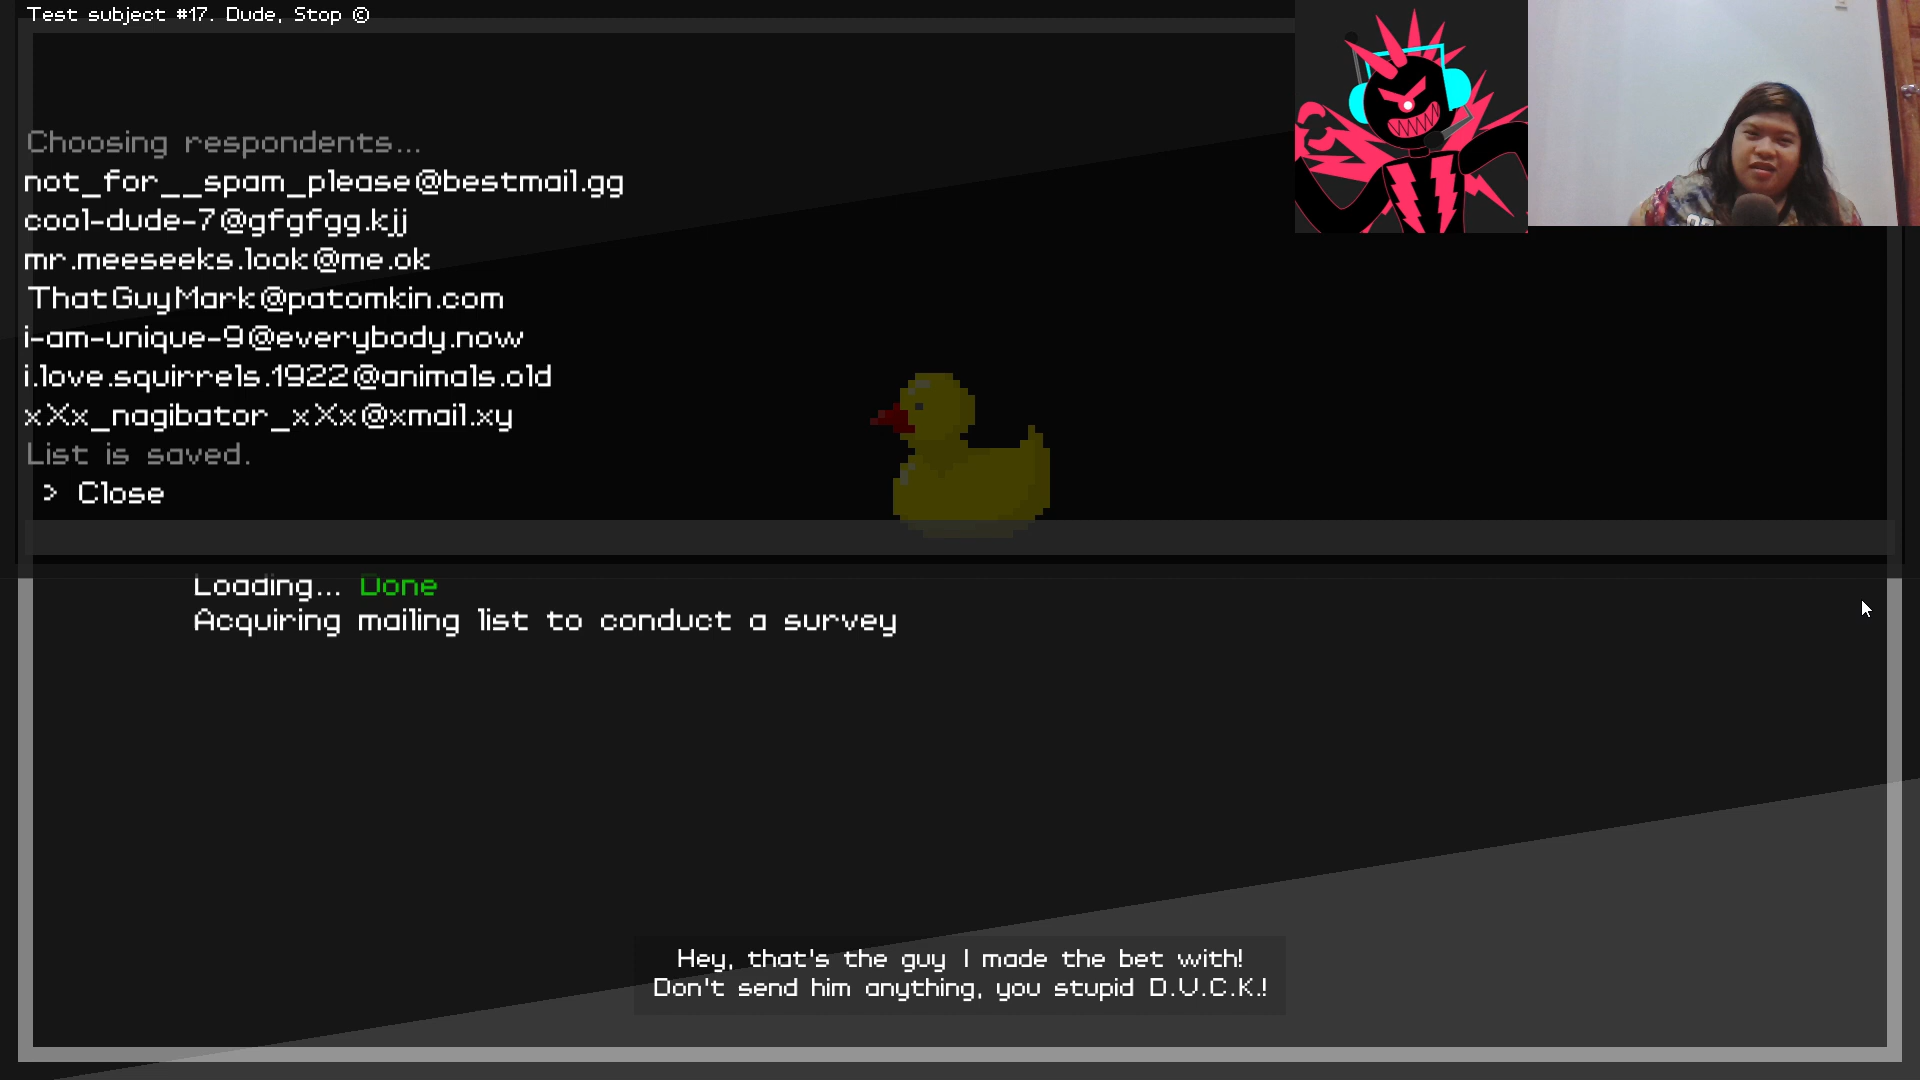 Test subject #17. Dude, Stop ©
Choosing respondents...
not_for__spam_please@bestmail.gg
cool-dude-7@gfgfgg.kjj
mr.meeseeks.look@me.ok
ThatGuyMark@patomkin.com
i-am-unique-9@everybody.now
i.love.squirrels.1922@animals.old
xXx_nagibator_xXx@xmail.xy
List is saved.
> Close
Loading... Done
Acquiring mailing list to conduct a survey
Hey, that's the guy I made the bet with!
Don't send him anything, you stupid D.U.C.K.!